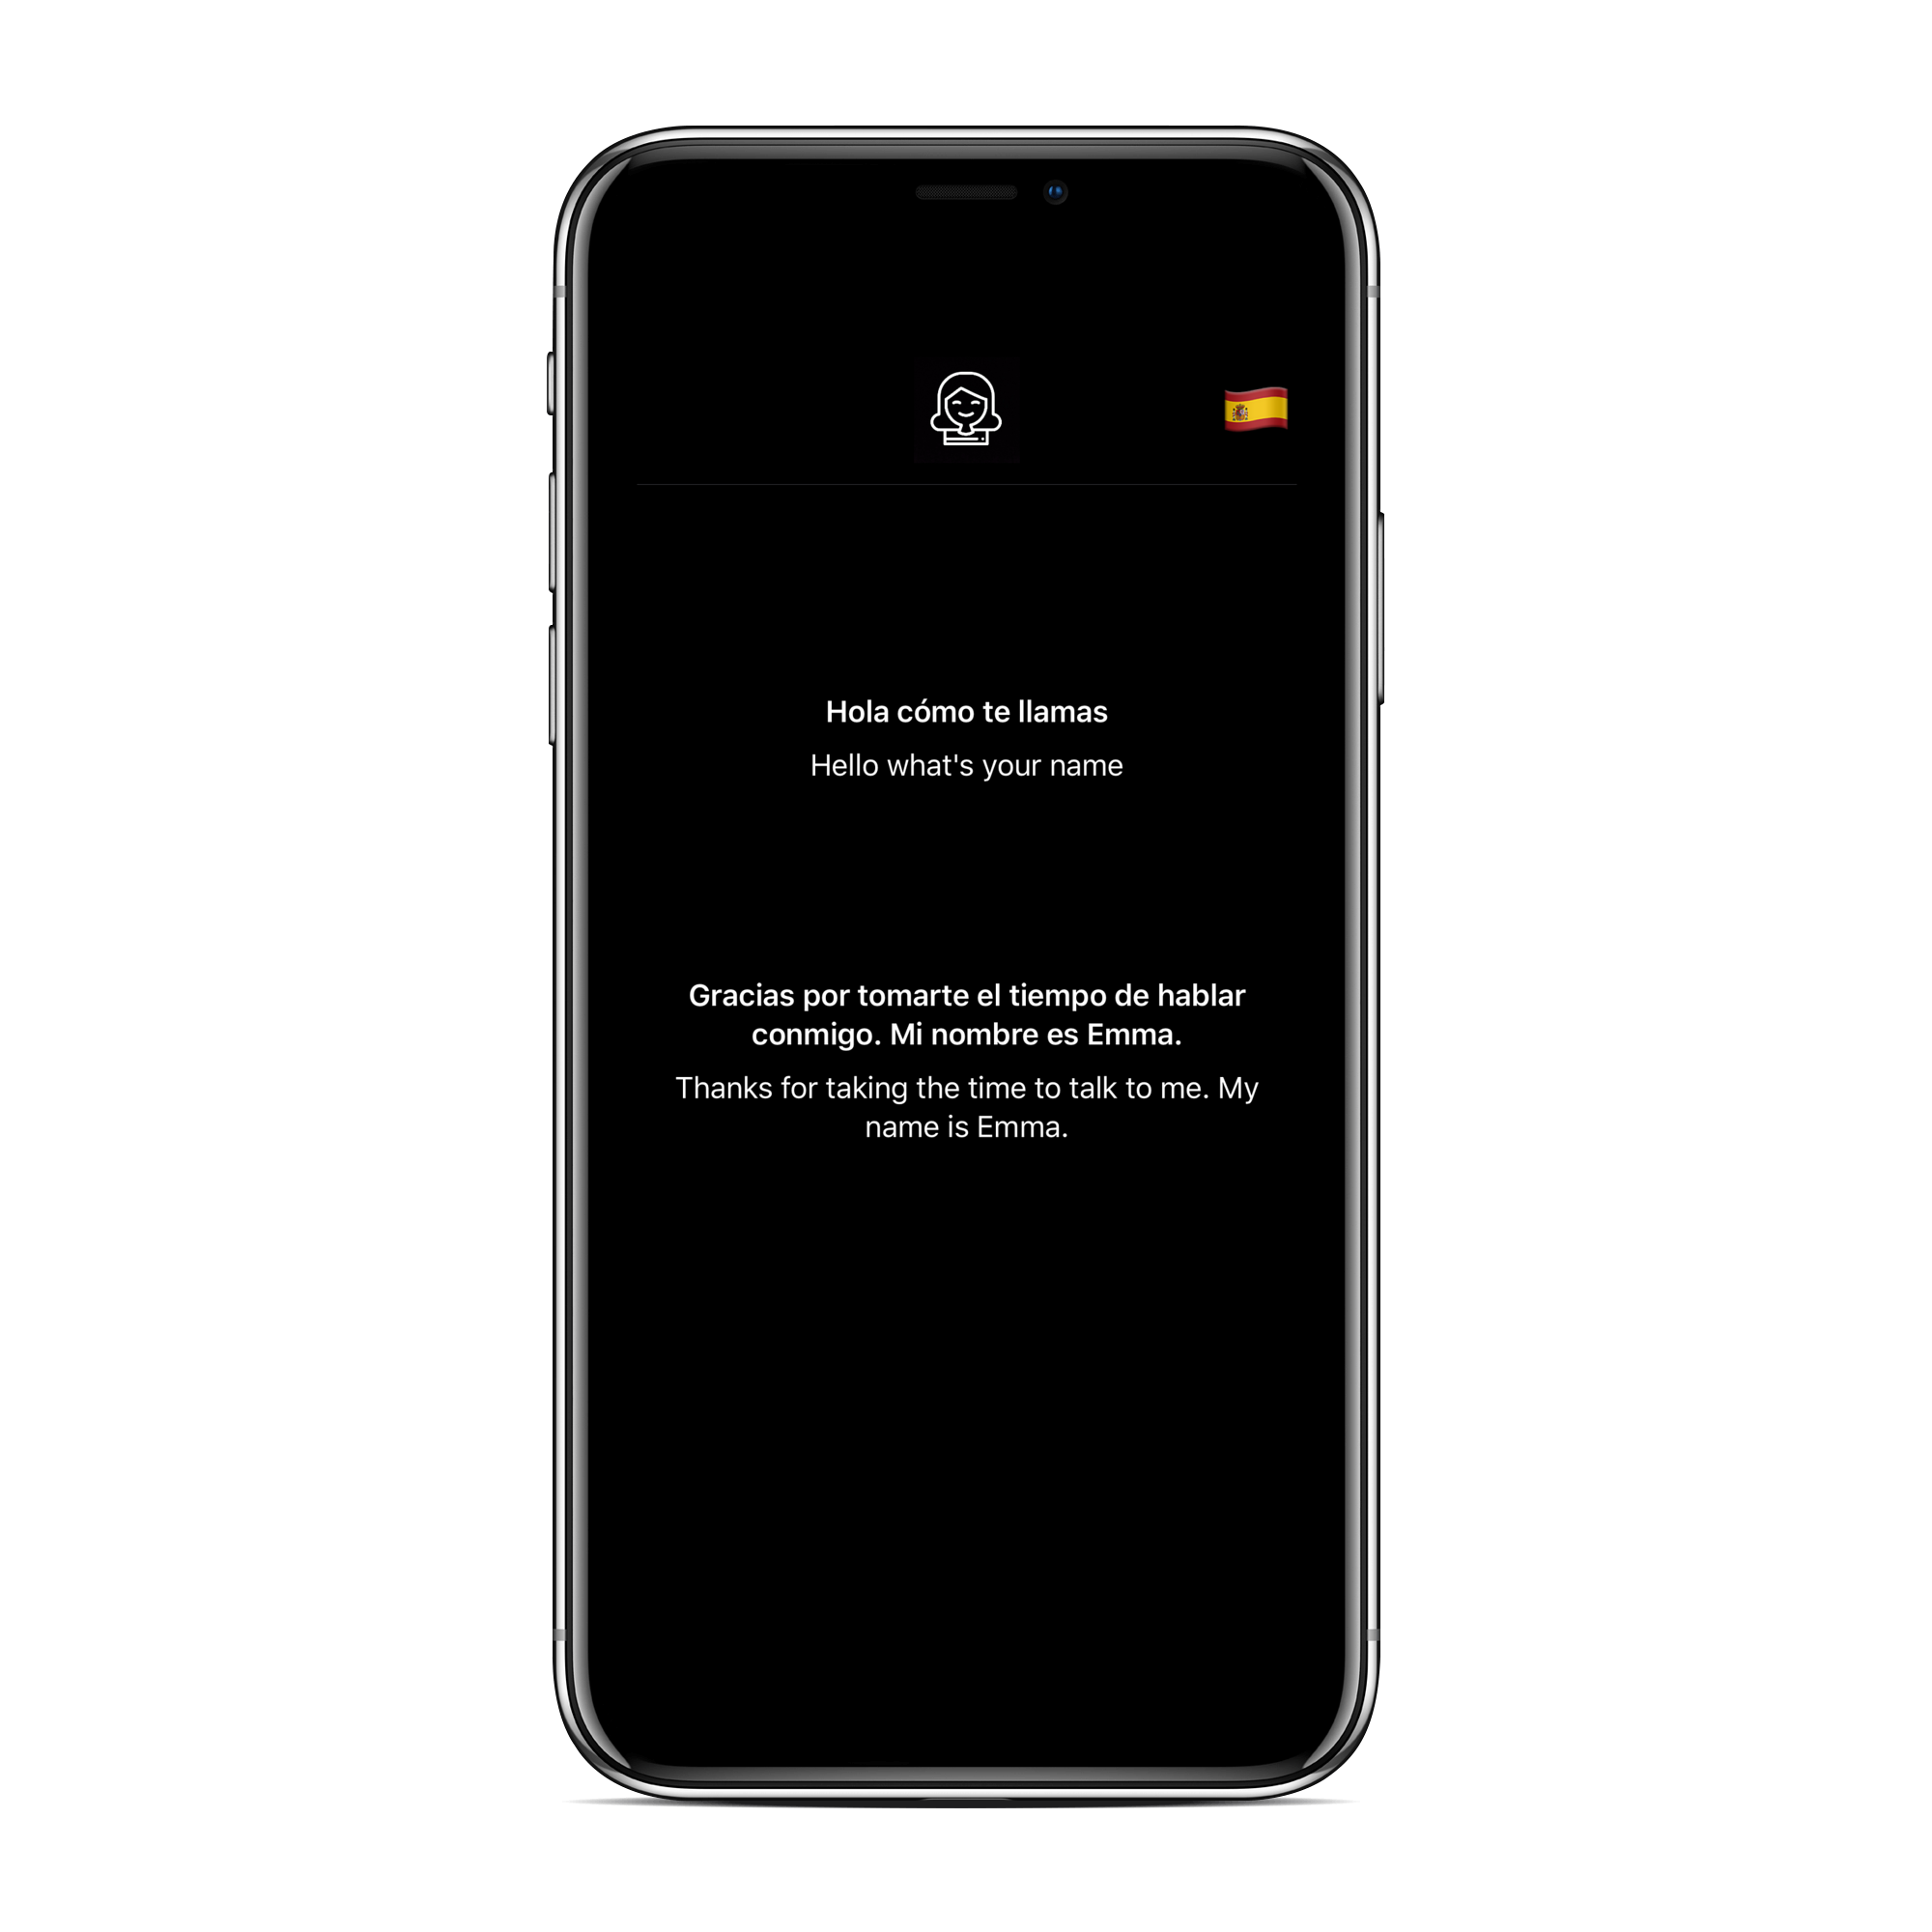 Hola cómo te llamas
Hello what's your name
Gracias por tomarte el tiempo de hablar
conmigo. Mi nombre es Emma.
Thanks for taking the time to talk to me. My
name is Emma.